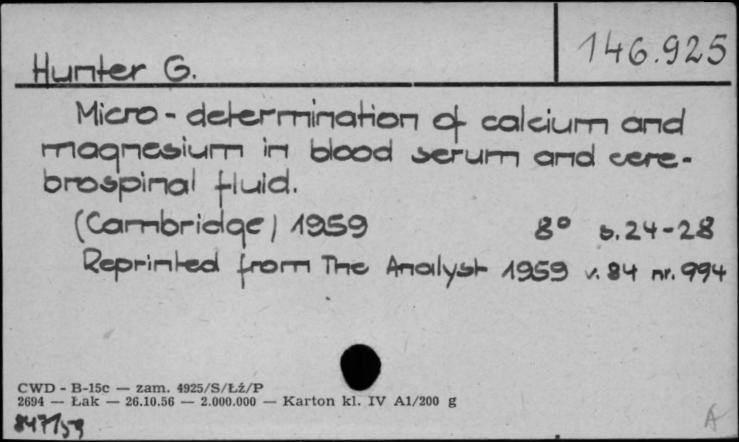 146.925
Hunter G.
Micro-determination of calcium and
magnesium in blood serum and cere-
brospinal fluid.
(Cambridge) 1959 8° s. 24-28
Reprinted from The Analyst 1959 v. 84 nr. 994
CWD - B-15c — zam. 4925/S/Łż/P
2694 — Łak — 26.10.56 — 2.000.000 — Karton kl. IV A1/200 g
847/59
A